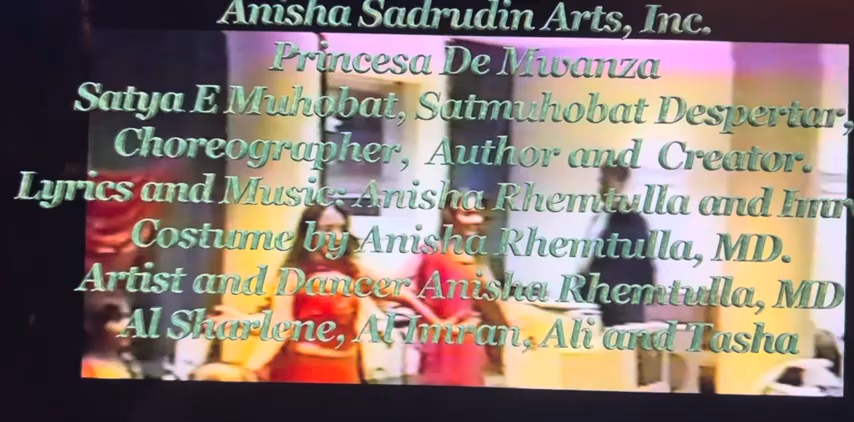 Anisha Sadrudin Arts, Inc.
Princesa De Mwanza
Satya E Muhobat, Satmuhobat Despertar,
Choreographer, Author and Creator.
Lyrics and Music: Anisha Rhemtulla and
Costume by Anisha Rhemtulla, MD.
Artist and Dancer Anisha Rhemtulla, MD
Al Sharlene, Al Imran, Ali and Tasha